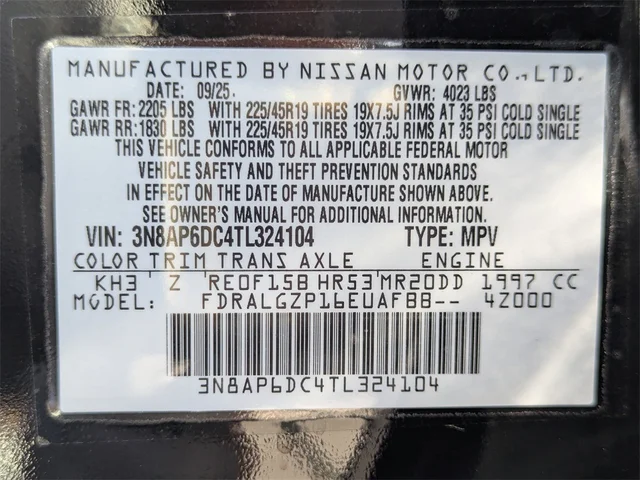 MANUFACTURED BY NISSAN MOTOR CO., LTD.
DATE: 09/25. GVWR: 4023 LBS
GAWR FR: 2205 LBS WITH 225/45R19 TIRES 19X7.5J RIMS AT 35 PSI COLD SINGLE
GAWR RR: 1830 LBS WITH 225/45R19 TIRES 19X7.5J RIMS AT 35 PSI COLD SINGLE
THIS VEHICLE CONFORMS TO ALL APPLICABLE FEDERAL MOTOR
VEHICLE SAFETY AND THEFT PREVENTION STANDARDS
IN EFFECT ON THE DATE OF MANUFACTURE SHOWN ABOVE.
SEE OWNER'S MANUAL FOR ADDITIONAL INFORMATION.
VIN: 3N8AP6DC4TL324104 TYPE: MPV
COLOR TRIM TRANS AXLE ENGINE
KH3 Z RE0F15B HR53 MR20DD 1997 CC
MODEL: FDRALGZP16EUAFBB-- 4Z000
3N8AP6DC4TL324104